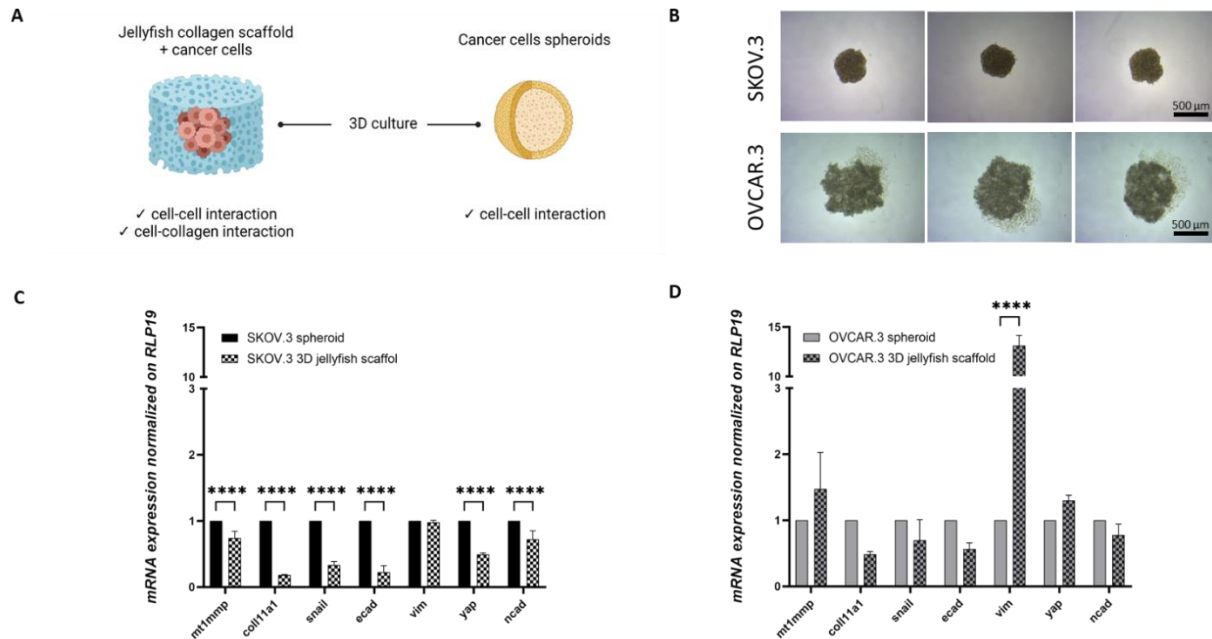 A
Jellyfish collagen scaffold
+ cancer cells
3D culture
Cancer cells spheroids
✓ cell-cell interaction
✓ cell-collagen interaction
✓ cell-cell interaction
B
SKOV.3
500 µm
OVCAR.3
500 µm
C
mRNA expression normalized on RLP19
15
10
3
2
1
0
SKOV.3 spheroid
SKOV.3 3D jellyfish scaffol
****
****
****
****
****
****
mt1mmp
coll11a1
snail
ecad
vim
yap
ncad
D
mRNA expression normalized on RLP19
15
10
3
2
1
0
OVCAR.3 spheroid
OVCAR.3 3D jellyfish scaffold
****
mt1mmp
coll11a1
snail
ecad
vim
yap
ncad